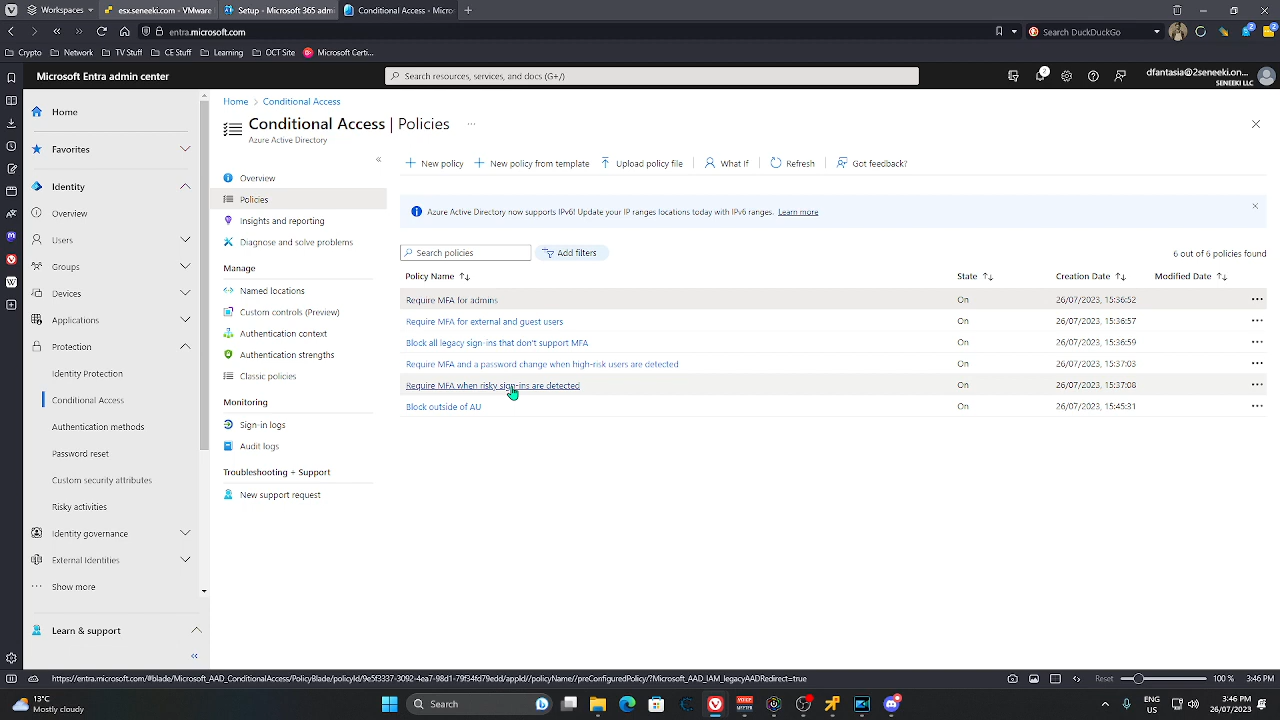 Workspaces
esx.seneeki.com - VMware
Setup - Microsoft 365 adm
Conditional Access - Micro
entra.microsoft.com
Search DuckDuckGo
Crypto
Network
TV Stuff
CE Stuff
Learning
OCT Site
Microsoft Certi...
Microsoft Entra admin center
Search resources, services, and docs (G+/)
2
dfantasia@2seneeki.on...
SENEEKI LLC
Home
Favorites
Identity
Overview
Users
Groups
Devices
Applications
Protection
Identity Protection
Conditional Access
Authentication methods
Password reset
Custom security attributes
Risky activities
Identity governance
External Identities
Show more
Learn & support
Home > Conditional Access
Conditional Access | Policies ...
Azure Active Directory
Overview
Policies
Insights and reporting
Diagnose and solve problems
Manage
Named locations
Custom controls (Preview)
Authentication context
Authentication strengths
Classic policies
Monitoring
Sign-in logs
Audit logs
Troubleshooting + Support
New support request
New policy
New policy from template
Upload policy file
What If
Refresh
Got feedback?
Azure Active Directory now supports IPv6! Update your IP ranges locations today with IPv6 ranges. Learn more
Search policies
Add filters
6 out of 6 policies found
Policy Name State Creation Date Modified Date
Require MFA for admins On 26/07/2023, 15:36:52
Require MFA for external and guest users On 26/07/2023, 15:36:57
Block all legacy sign-ins that don't support MFA On 26/07/2023, 15:36:59
Require MFA and a password change when high-risk users are detected On 26/07/2023, 15:37:03
Require MFA when risky sign-ins are detected On 26/07/2023, 15:37:08
Block outside of AU On 26/07/2023, 15:45:31
Reset
100 %
3:46 PM
13°C
Mostly cloudy
Search
ENG
US
3:46 PM
26/07/2023